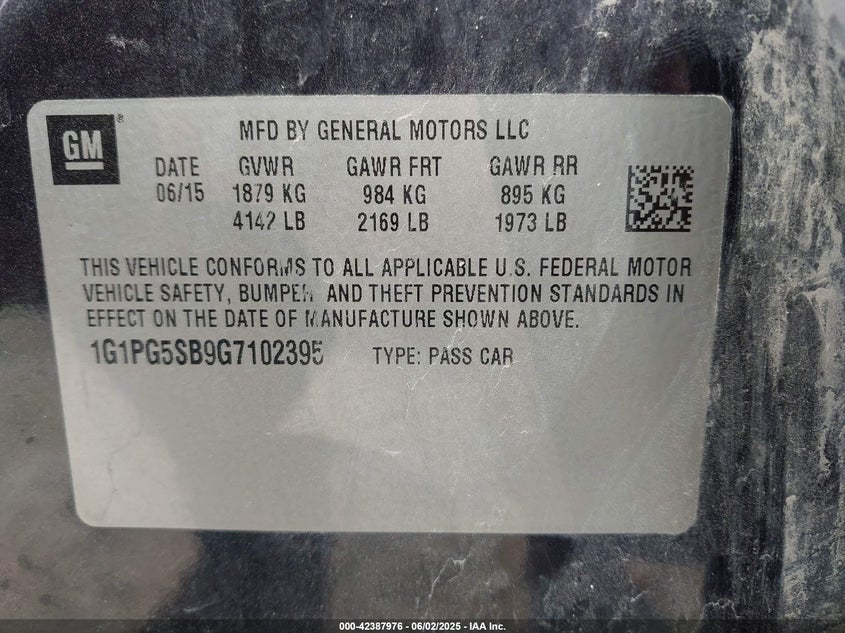 GM®
MFD BY GENERAL MOTORS LLC
DATE GVWR GAWR FRT GAWR RR
06/15 1879 KG 984 KG 895 KG
4142 LB 2169 LB 1973 LB
THIS VEHICLE CONFORMS TO ALL APPLICABLE U.S. FEDERAL MOTOR
VEHICLE SAFETY, BUMPER, AND THEFT PREVENTION STANDARDS IN
EFFECT ON THE DATE OF MANUFACTURE SHOWN ABOVE.
1G1PG5SB9G7102395 TYPE: PASS CAR
000-42387976 - 06/02/2025 - IAA Inc.